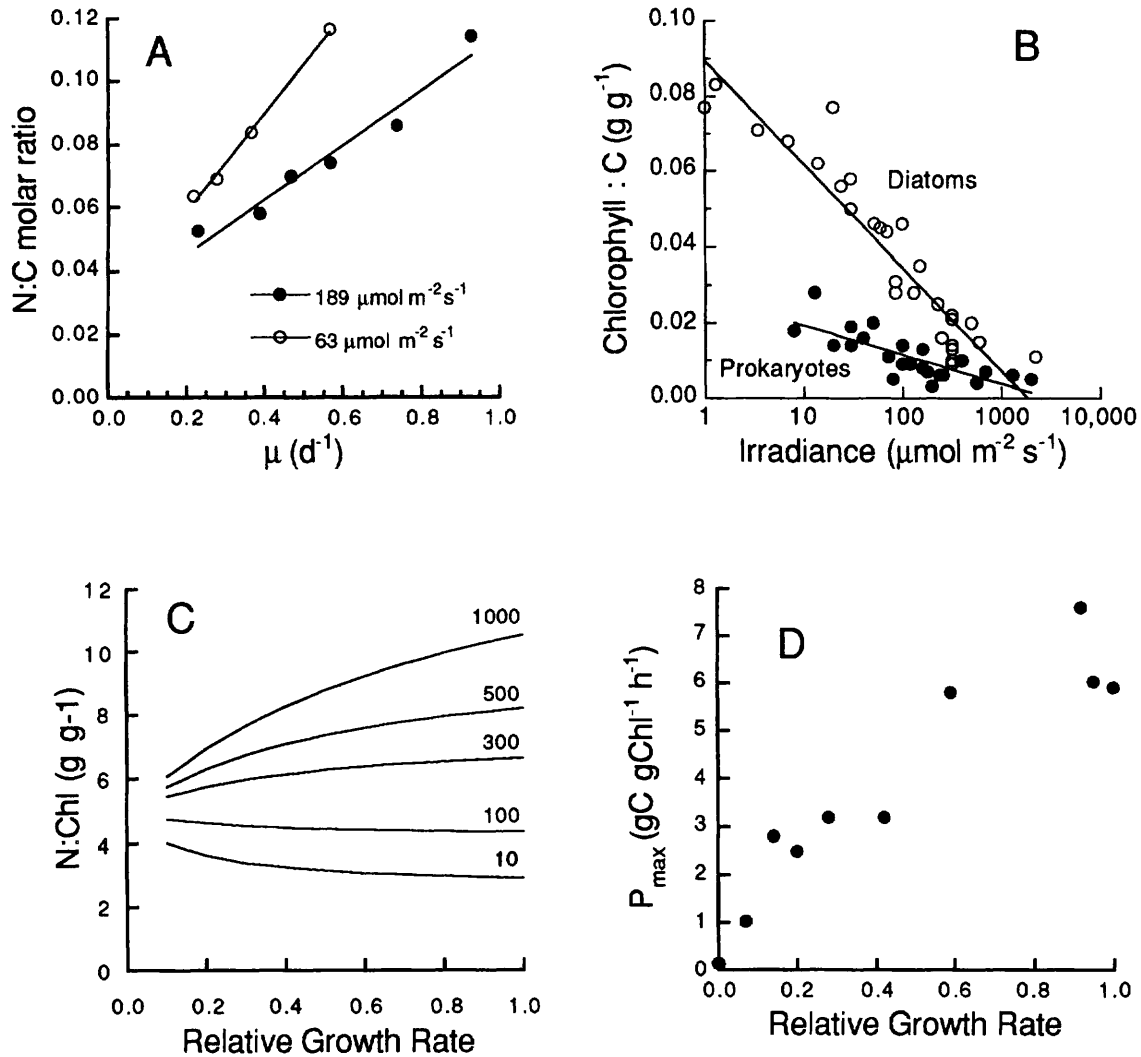 A
N:C molar ratio
0.12
0.10
0.08
0.06
0.04
0.02
0.00
189 μmol m-2 s-1
63 μmol m-2 s-1
0.2 0.4 0.6 0.8 1.0
μ (d-1)
B
Chlorophyll : C (g g-1)
0.10
0.08
0.06
0.04
0.02
0.00
Diatoms
Prokaryotes
1 10 100 1000 10,000
Irradiance (μmol m-2 s-1)
C
N:Chl (g g-1)
12
10
8
6
4
2
0
1000
500
300
100
10
0.0 0.2 0.4 0.6 0.8 1.0
Relative Growth Rate
D
Pmax (gC gChl-1 h-1)
8
7
6
5
4
3
2
1
0
0.0 0.2 0.4 0.6 0.8 1.0
Relative Growth Rate